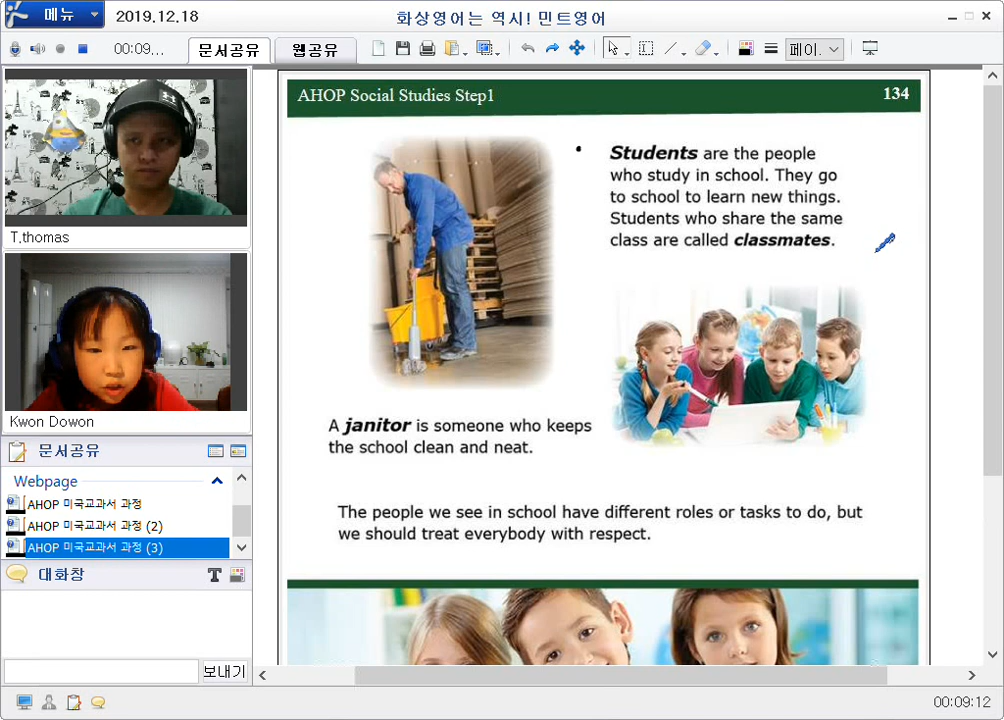 메뉴
2019.12.18
화상영어는 역시! 민트영어
00:09...
문서공유
웹공유
페이.
T.thomas
Kwon Dowon
문서공유
Webpage
AHOP 미국교과서 과정
AHOP 미국교과서 과정 (2)
AHOP 미국교과서 과정 (3)
대화창
보내기
AHOP Social Studies Step1
134
• Students are the people
who study in school. They go
to school to learn new things.
Students who share the same
class are called classmates.
A janitor is someone who keeps
the school clean and neat.
The people we see in school have different roles or tasks to do, but
we should treat everybody with respect.
00:09:12